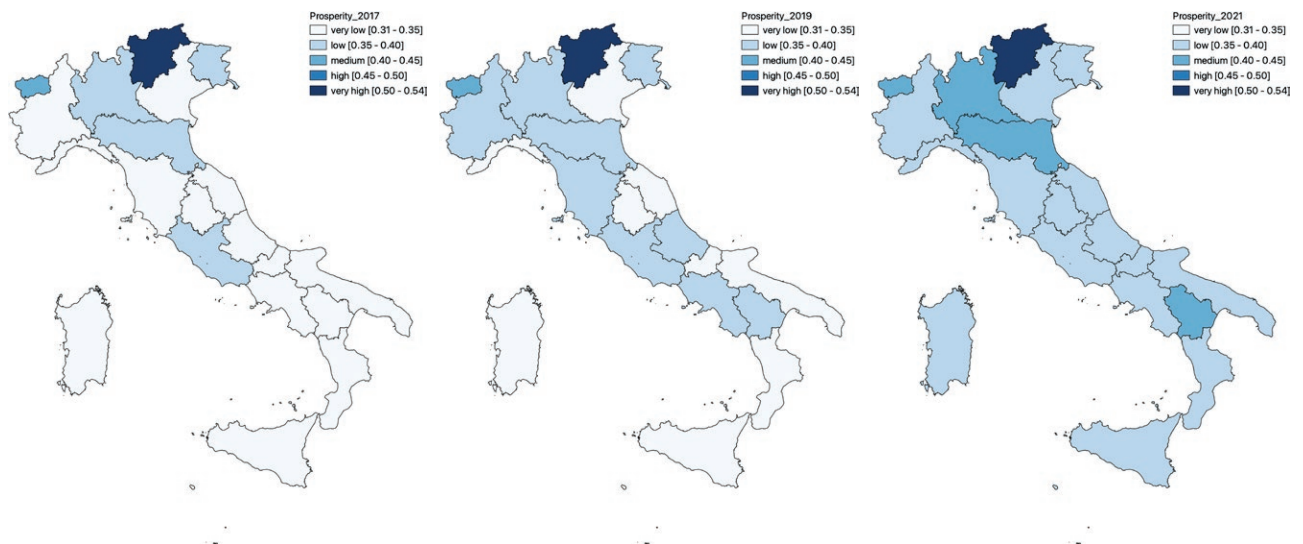 Prosperity_2017
very low [0.31 - 0.35]
low [0.35 - 0.40]
medium [0.40 - 0.45]
high [0.45 - 0.50]
very high [0.50 - 0.54]
Prosperity_2019
very low [0.31 - 0.35]
low [0.35 - 0.40]
medium [0.40 - 0.45]
high [0.45 - 0.50]
very high [0.50 - 0.54]
Prosperity_2021
very low [0.31 - 0.35]
low [0.35 - 0.40]
medium [0.40 - 0.45]
high [0.45 - 0.50]
very high [0.50 - 0.54]